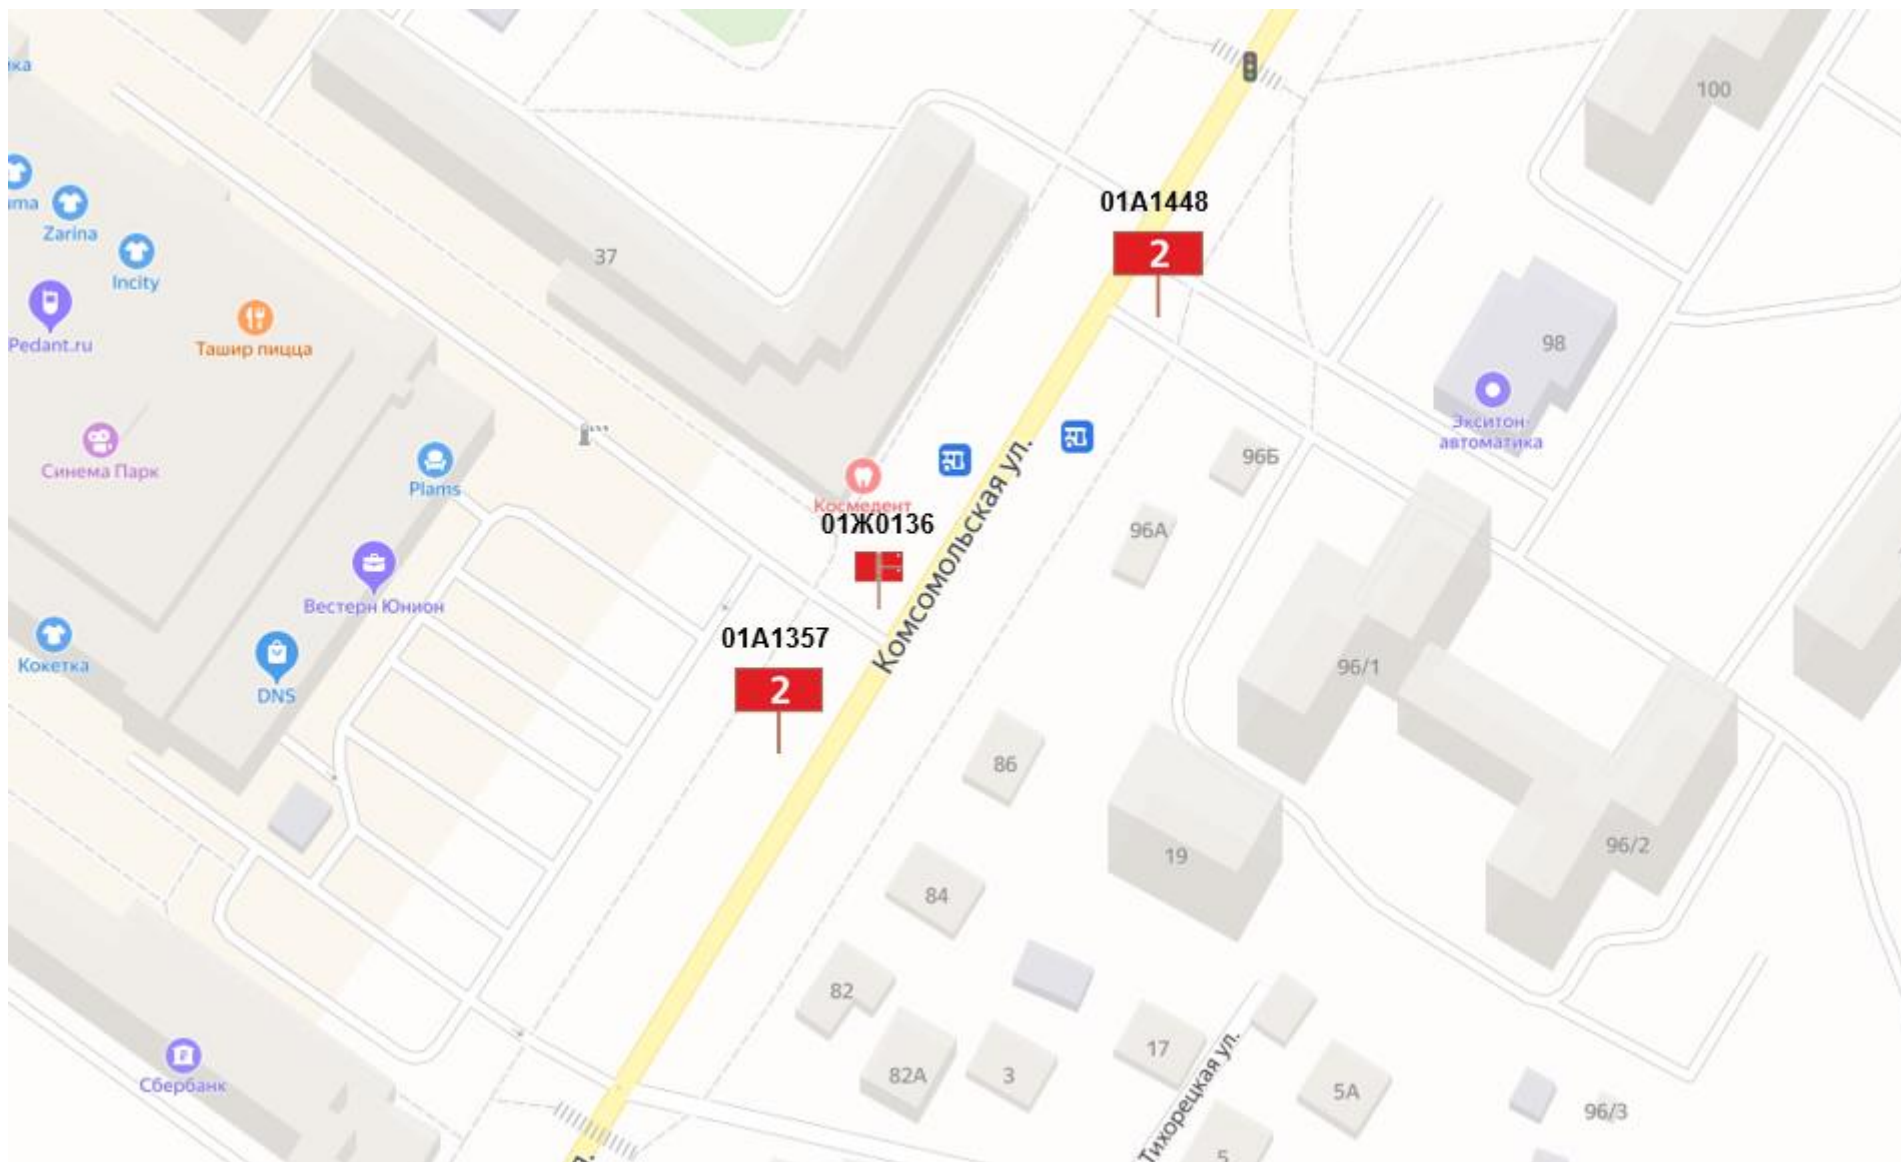 100
01А1448
Zarina
Incity
2
37
Pedant.ru
Ташир пицца
98
Экситон-
автоматика
Синема Парк
Plams
96Б
Космедент
01Ж0136
96А
Комсомольская ул.
Вестерн Юнион
01А1357
Кокетка
DNS
2
96/1
86
19
84
96/2
82
Сбербанк
82А
3
17
5А
96/3
Тихорецкая ул.
5